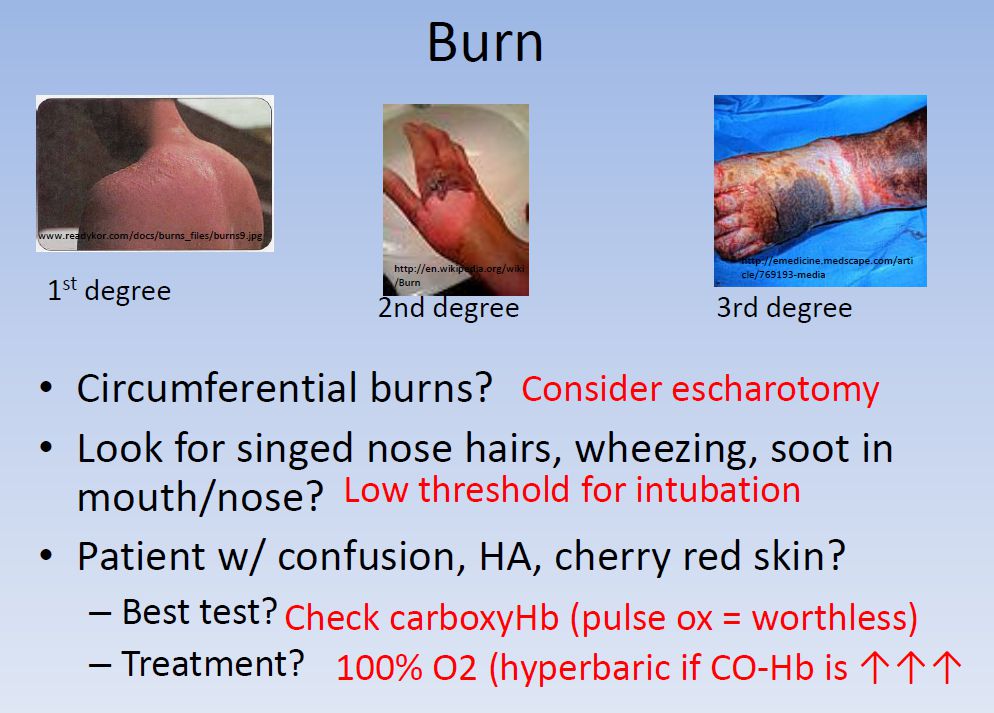 Burn
www.readykor.com/docs/burns_files/burns9.jpg
http://en.wikipedia.org/wiki
/Burn
http://emedicine.medscape.com/arti
cle/769193-media
1st degree
2nd degree
3rd degree
• Circumferential burns? Consider escharotomy
• Look for singed nose hairs, wheezing, soot in
mouth/nose? Low threshold for intubation
• Patient w/ confusion, HA, cherry red skin?
– Best test? Check carboxyHb (pulse ox = worthless)
– Treatment? 100% O2 (hyperbaric if CO-Hb is ↑↑↑